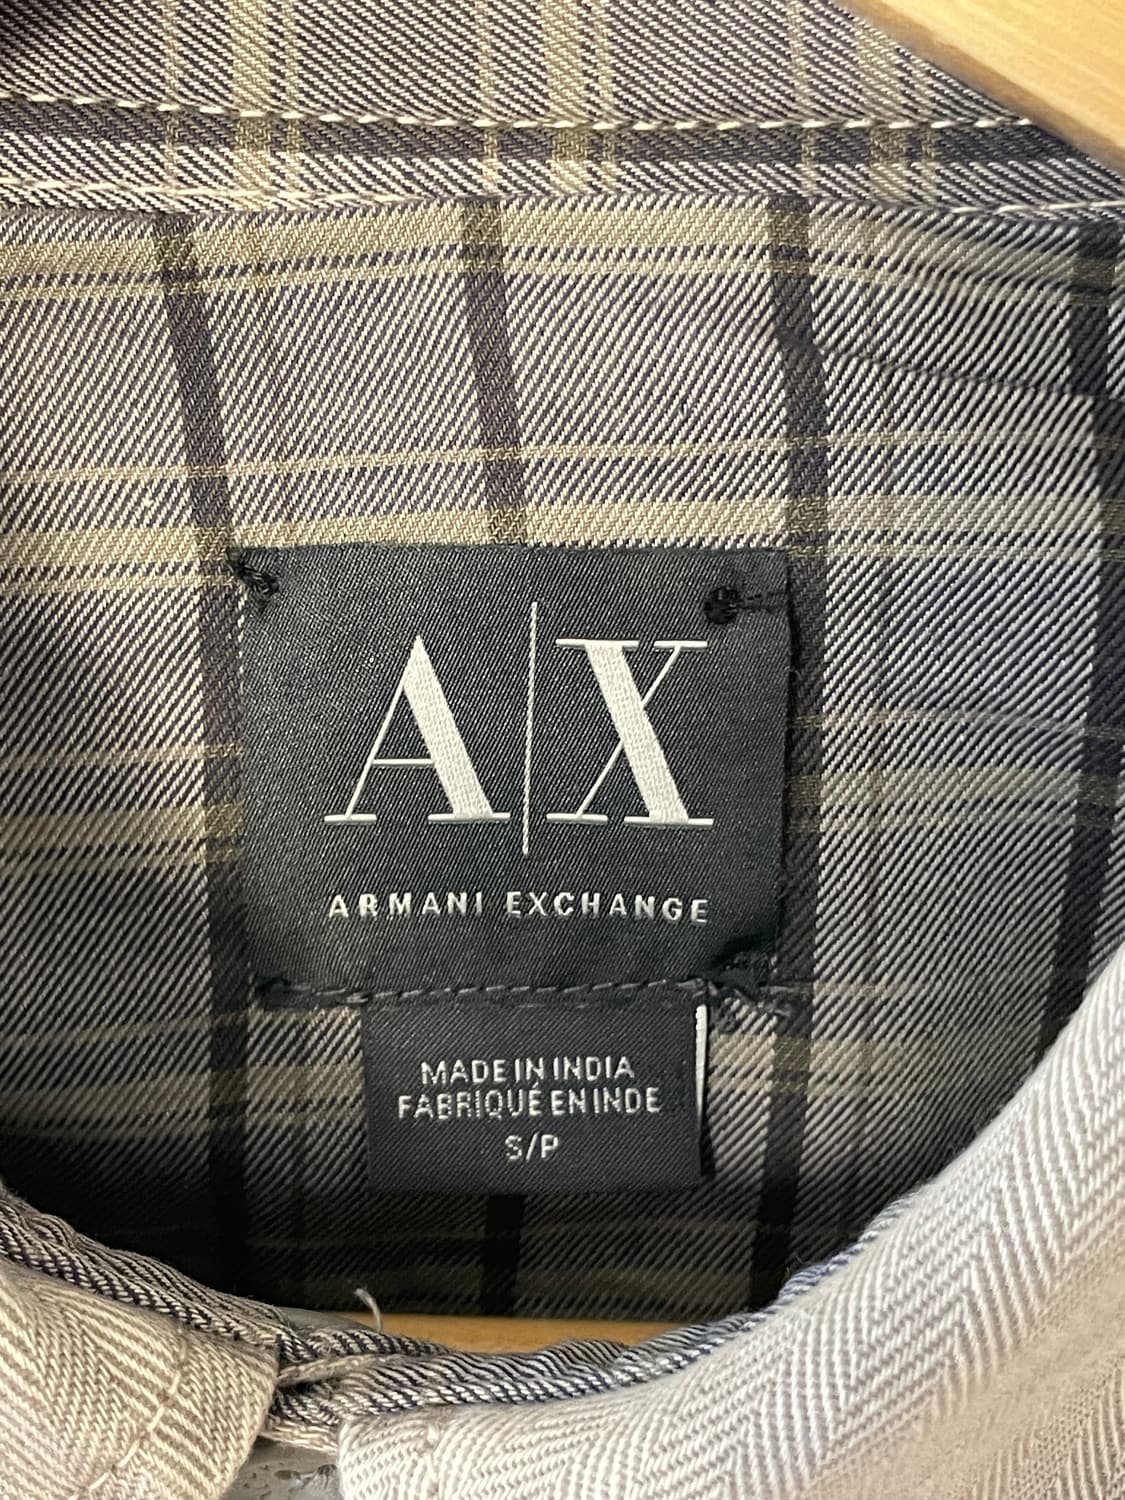 A|X
ARMANI EXCHANGE
MADE IN INDIA
FABRIQUÉ EN INDE
S/P